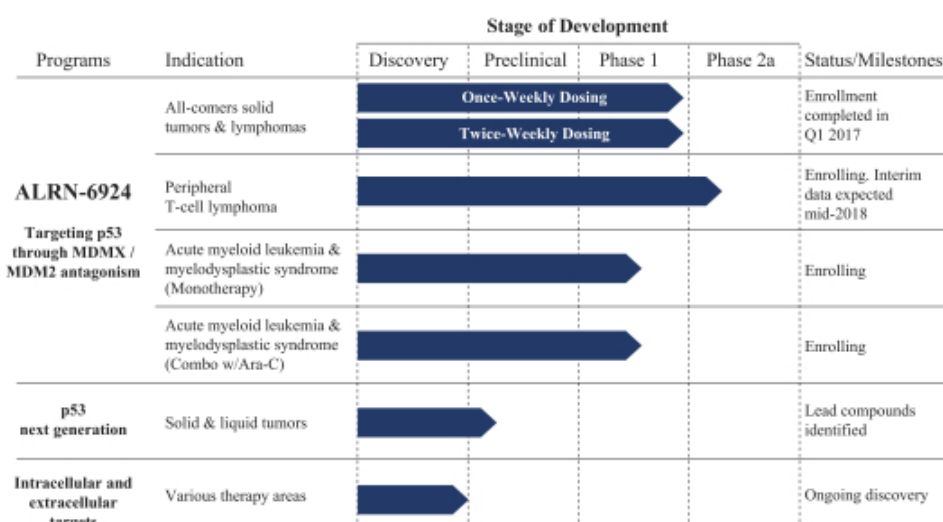 Stage of Development
Programs
Indication
Discovery
Preclinical
Phase 1
Phase 2a
Status/Milestones
ALRN-6924
Targeting p53
through MDMX /
MDM2 antagonism
All-comers solid
tumors & lymphomas
Once-Weekly Dosing
Twice-Weekly Dosing
Enrollment
completed in
Q1 2017
Peripheral
T-cell lymphoma
Enrolling. Interim
data expected
mid-2018
Acute myeloid leukemia &
myelodysplastic syndrome
(Monotherapy)
Enrolling
Acute myeloid leukemia &
myelodysplastic syndrome
(Combo w/Ara-C)
Enrolling
p53
next generation
Solid & liquid tumors
Lead compounds
identified
Intracellular and
extracellular
targets
Various therapy areas
Ongoing discovery